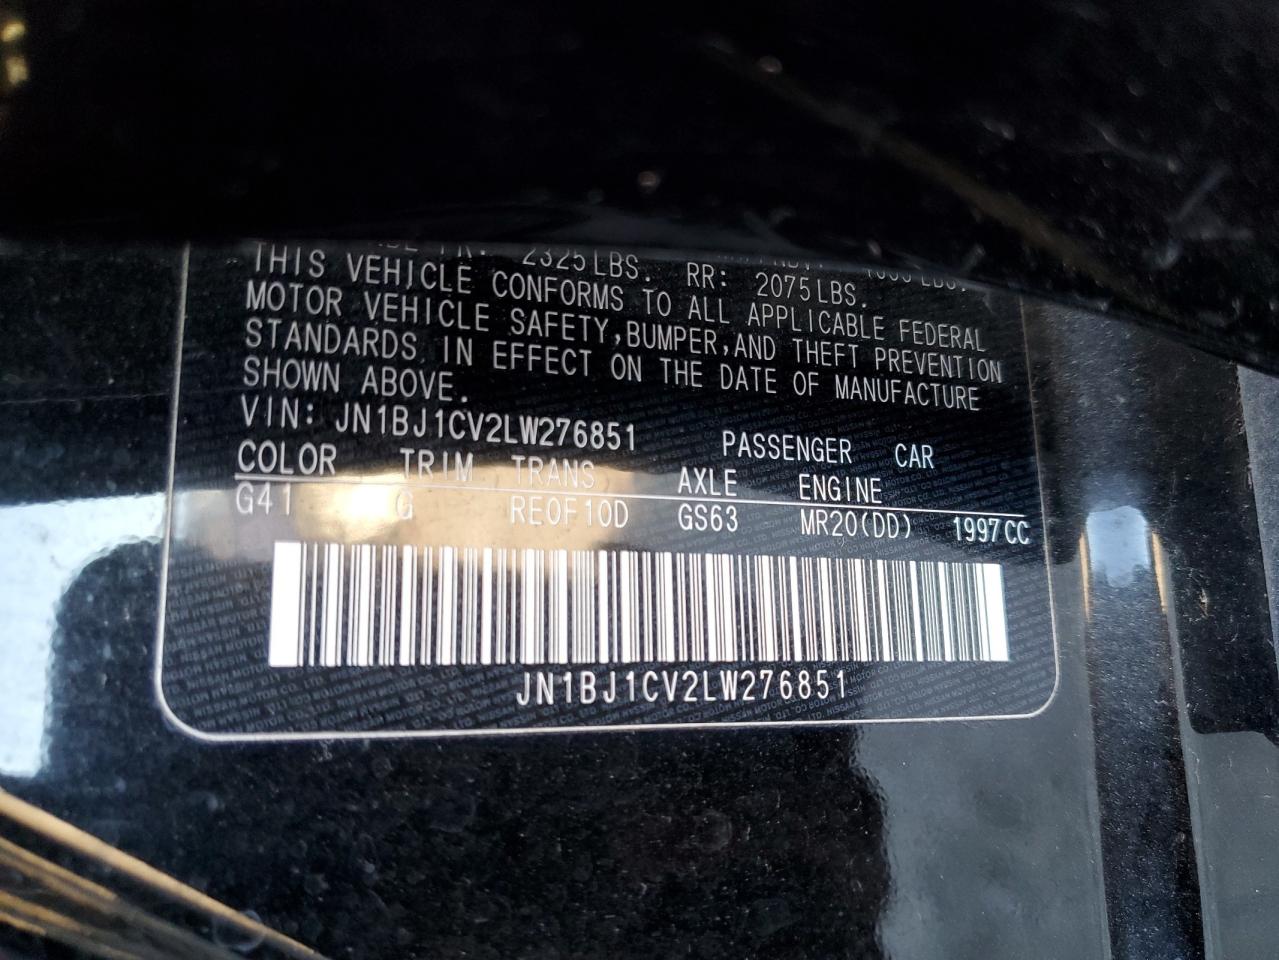 FR: 2325LBS. RR: 2075LBS.
THIS VEHICLE CONFORMS TO ALL APPLICABLE FEDERAL
MOTOR VEHICLE SAFETY,BUMPER,AND THEFT PREVENTION
STANDARDS IN EFFECT ON THE DATE OF MANUFACTURE
SHOWN ABOVE.
VIN: JN1BJ1CV2LW276851 PASSENGER CAR
COLOR TRIM TRANS AXLE ENGINE
G41 G RE0F10D GS63 MR20(DD) 1997CC
JN1BJ1CV2LW276851